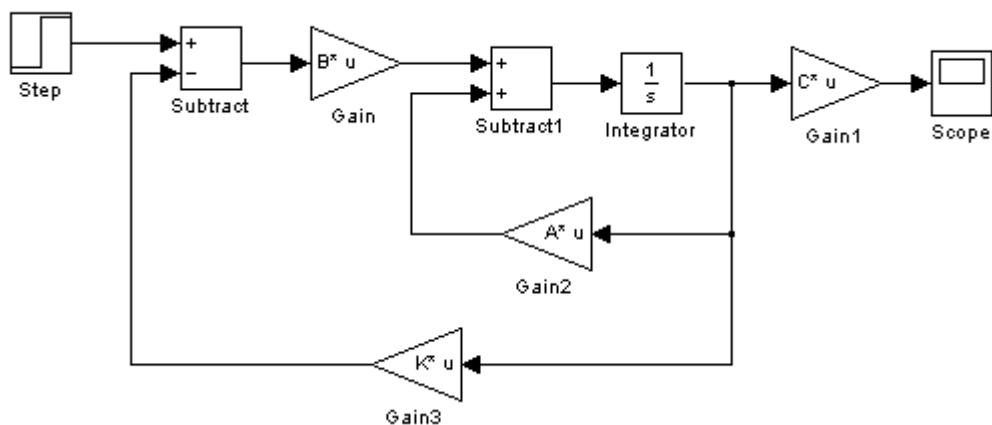 Step
+
−
Subtract
B* u
Gain
+
+
Subtract1
1
s
Integrator
C* u
Gain1
Scope
A* u
Gain2
K* u
Gain3